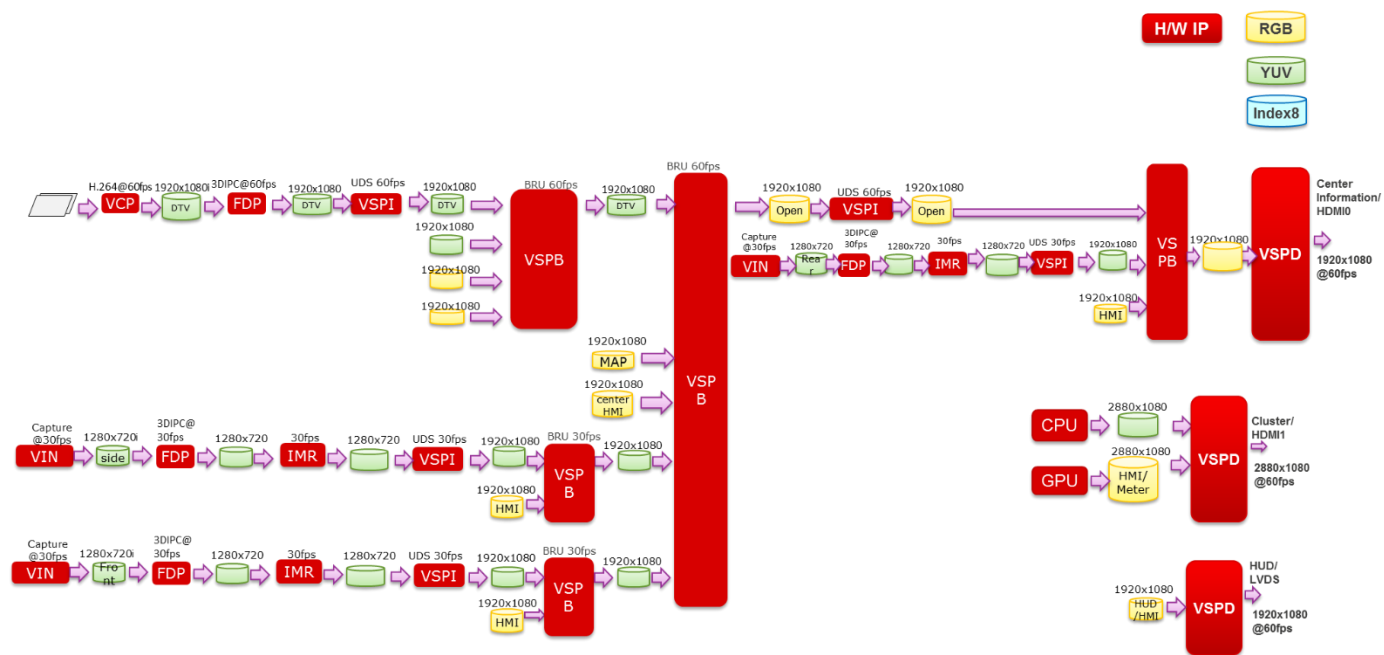 H/W IP
RGB
YUV
Index8
H.264@60fps
VCP
1920x1080i
DTV
3DIPC@60fps
FDP
1920x1080
DTV
UDS 60fps
VSPI
1920x1080
DTV
1920x1080
1920x1080
1920x1080
BRU 60fps
VSPB
1920x1080
DTV
BRU 60fps
VSP
B
1920x1080
MAP
1920x1080
center
HMI
1920x1080
Open
UDS 60fps
VSPI
1920x1080
Open
Capture
@30fps
VIN
1280x720
Rea
r
3DIPC@
30fps
FDP
1280x720
30fps
IMR
1280x720
UDS 30fps
VSPI
1920x1080
1920x1080
HMI
VS
PB
1920x1080
VSPD
Center
Information/
HDMI0
1920x1080
@60fps
Capture
@30fps
VIN
1280x720i
side
3DIPC@
30fps
FDP
1280x720
30fps
IMR
1280x720
UDS 30fps
VSPI
1920x1080
1920x1080
HMI
BRU 30fps
VSP
B
1920x1080
Capture
@30fps
VIN
1280x720i
Fro
nt
3DIPC@
30fps
FDP
1280x720
30fps
IMR
1280x720
UDS 30fps
VSPI
1920x1080
1920x1080
HMI
BRU 30fps
VSP
B
1920x1080
CPU
2880x1080
GPU
2880x1080
HMI/
Meter
VSPD
Cluster/
HDMI1
2880x1080
@60fps
1920x1080
HUD
/HMI
VSPD
HUD/
LVDS
1920x1080
@60fps